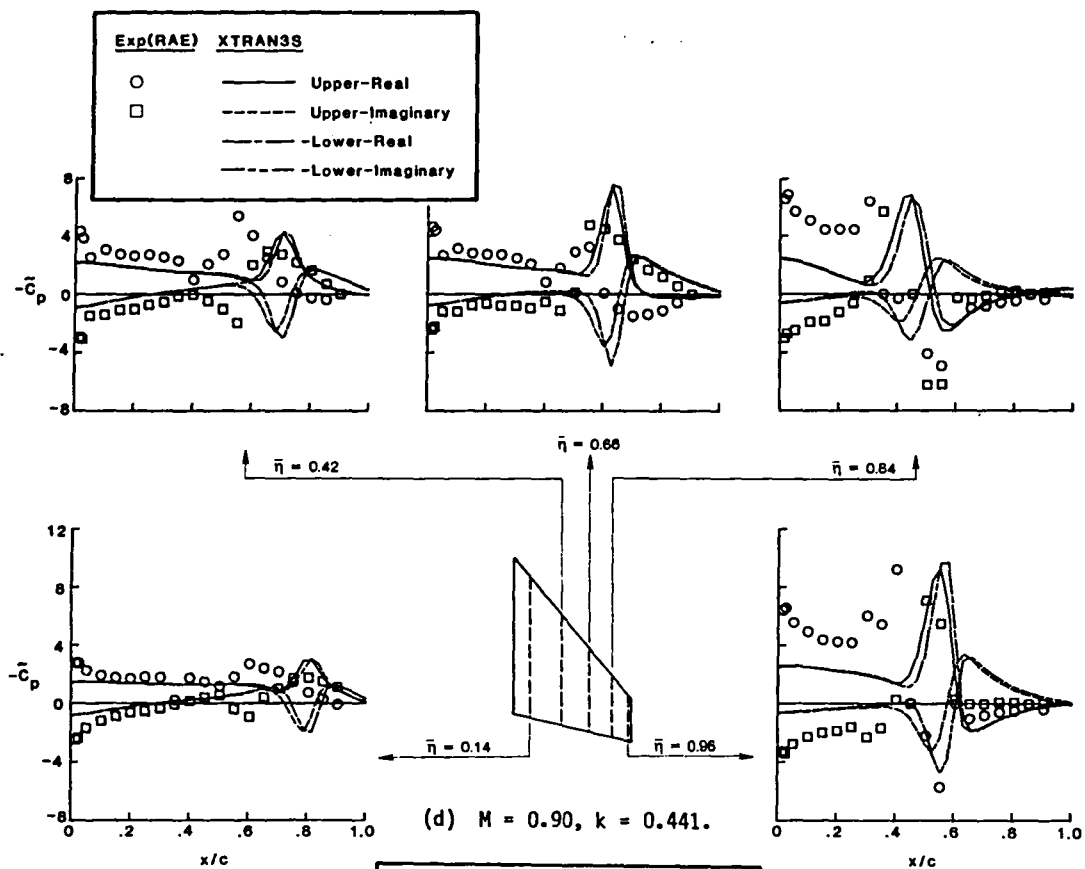 Exp(RAE) XTRAN3S
Upper-Real
Upper-Imaginary
Lower-Real
Lower-Imaginary
8
4
0
-4
-8
-c̃p
η̄ = 0.42
η̄ = 0.66
η̄ = 0.84
12
8
4
0
-4
-8
-c̃p
0 .2 .4 .6 .8 1.0
x/c
η̄ = 0.14
η̄ = 0.96
(d) M = 0.90, k = 0.441.
0 .2 .4 .6 .8 1.0
x/c